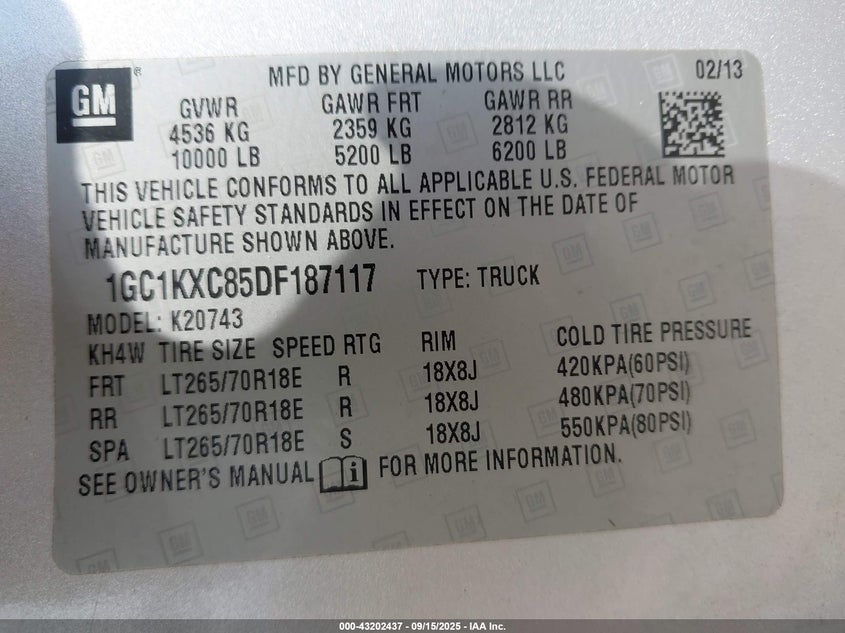 GM ® MFD BY GENERAL MOTORS LLC 02/13
GVWR GAWR FRT GAWR RR
4536 KG 2359 KG 2812 KG
10000 LB 5200 LB 6200 LB
THIS VEHICLE CONFORMS TO ALL APPLICABLE U.S. FEDERAL MOTOR
VEHICLE SAFETY STANDARDS IN EFFECT ON THE DATE OF
MANUFACTURE SHOWN ABOVE.
1GC1KXC85DF187117 TYPE: TRUCK
MODEL: K20743
KH4W TIRE SIZE SPEED RTG RIM COLD TIRE PRESSURE
FRT LT265/70R18E R 18X8J 420KPA(60PSI)
RR LT265/70R18E R 18X8J 480KPA(70PSI)
SPA LT265/70R18E S 18X8J 550KPA(80PSI)
SEE OWNER'S MANUAL i FOR MORE INFORMATION.
000-43202437 - 09/15/2025 - IAA Inc.